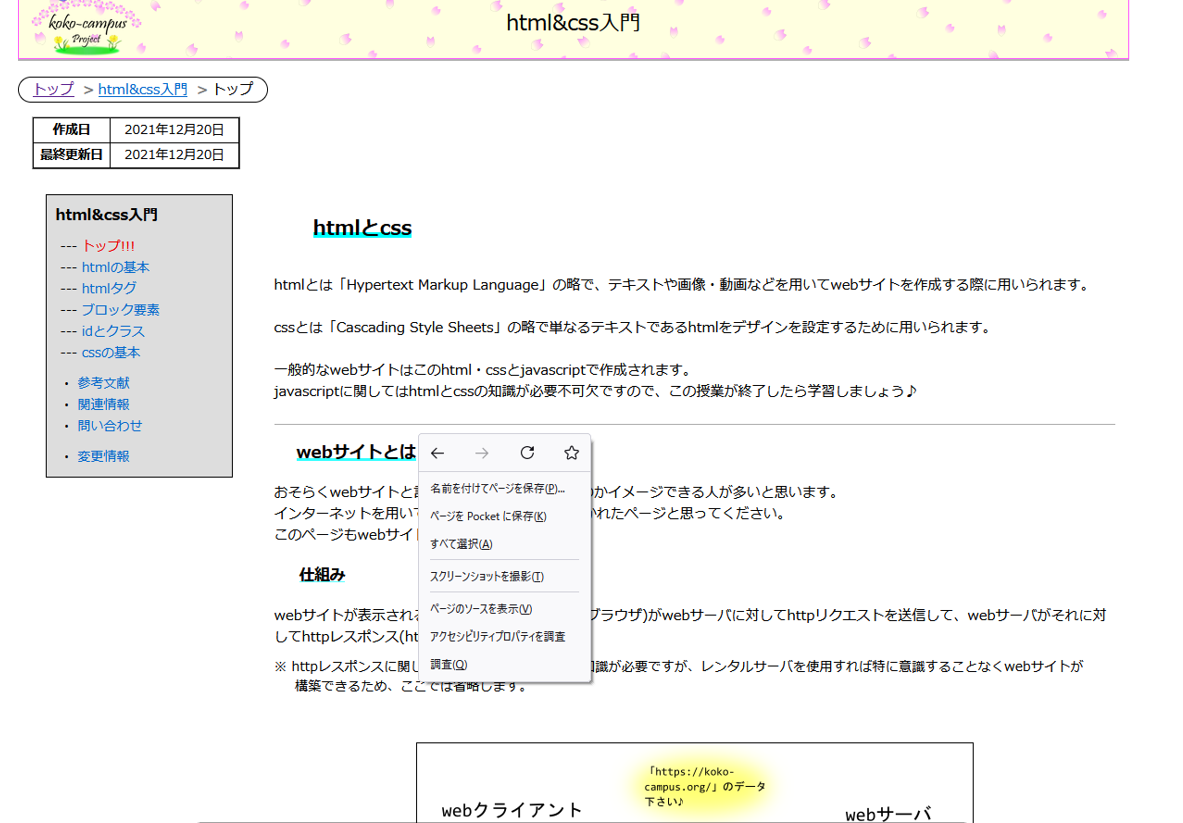 koko-campus
Project
html&css入門
トップ > html&css入門 > トップ
作成日 2021年12月20日
最終更新日 2021年12月20日
html&css入門
--- トップ!!!
--- htmlの基本
--- htmlタグ
--- ブロック要素
--- idとクラス
--- cssの基本
・ 参考文献
・ 関連情報
・ 問い合わせ
・ 変更情報
htmlとcss
htmlとは「Hypertext Markup Language」の略で、テキストや画像・動画などを用いてwebサイトを作成する際に用いられます。
cssとは「Cascading Style Sheets」の略で単なるテキストであるhtmlをデザインを設定するために用いられます。
一般的なwebサイトはこのhtml・cssとjavascriptで作成されます。
javascriptに関してはhtmlとcssの知識が必要不可欠ですので、この授業が終了したら学習しましょう♪
webサイトとは
おそらくwebサイトと かイメージできる人が多いと思います。
インターネットを用い かれたページと思ってください。
このページもwebサイ
仕組み
webサイトが表示され ブラウザ)がwebサーバに対してhttpリクエストを送信して、webサーバがそれに対
してhttpレスポンス(ht
※ httpレスポンスに関し 識が必要ですが、レンタルサーバを使用すれば特に意識することなくwebサイトが
構築できるため、ここでは省略します。
名前を付けてページを保存(P)...
ページを Pocket に保存(K)
すべて選択(A)
スクリーンショットを撮影(T)
ページのソースを表示(V)
アクセシビリティプロパティを調査
調査(Q)
「https://koko-
campus.org/」のデータ
下さい♪
webクライアント
webサーバ